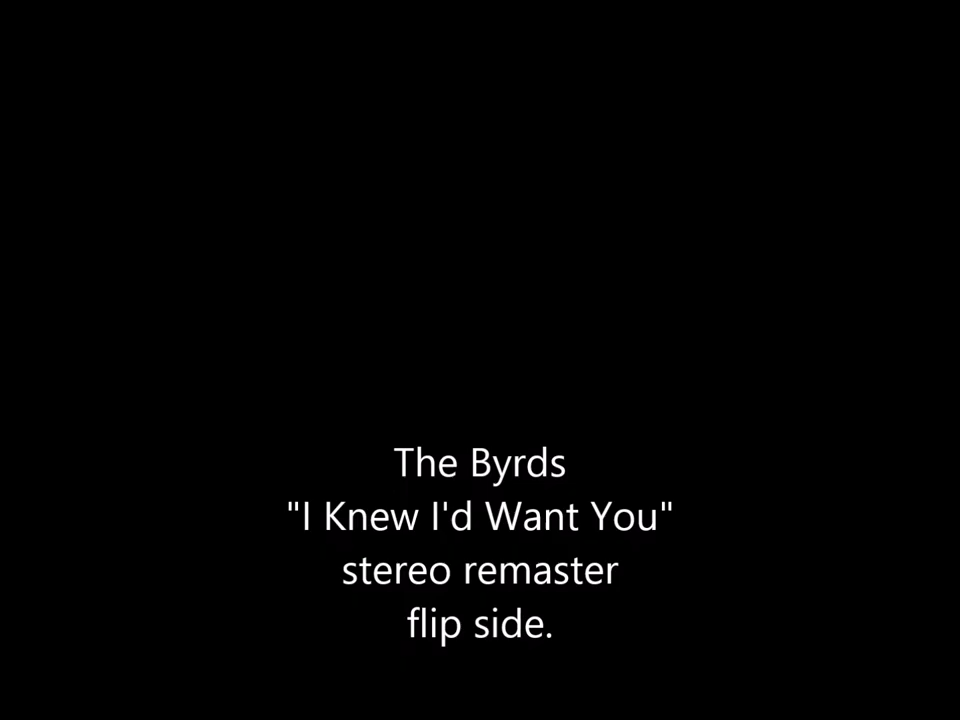 The Byrds
"I Knew I'd Want You"
stereo remaster
flip side.